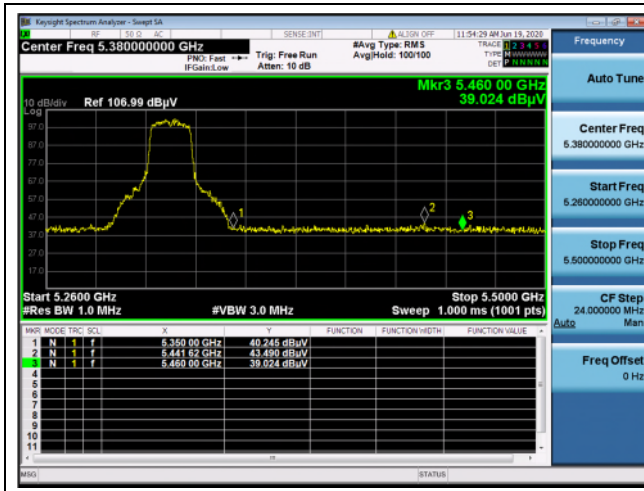 Keysight Spectrum Analyzer - Swept SA
RF 50 Ω AC SENSE:INT ALIGN OFF 11:54:29 AM Jun 19, 2020
Center Freq 5.380000000 GHz #Avg Type: RMS TRACE 1 2 3 4 5 6
PNO: Fast Trig: Free Run Avg|Hold: 100/100 TYPE M
IFGain:Low Atten: 10 dB DET P N N N N N
Mkr3 5.460 00 GHz
10 dB/div Ref 106.99 dBµV 39.024 dBµV
Log
97.0
87.0
77.0
67.0
57.0
47.0
37.0
27.0
17.0
1
2
3
Start 5.2600 GHz Stop 5.5000 GHz
#Res BW 1.0 MHz #VBW 3.0 MHz Sweep 1.000 ms (1001 pts)
MKR MODE TRC SCL X Y FUNCTION FUNCTION WIDTH FUNCTION VALUE
1 N 1 f 5.350 00 GHz 40.245 dBµV
2 N 1 f 5.441 62 GHz 43.490 dBµV
3 N 1 f 5.460 00 GHz 39.024 dBµV
4
5
6
7
8
9
10
11
MSG STATUS
Frequency
Auto Tune
Center Freq
5.380000000 GHz
Start Freq
5.260000000 GHz
Stop Freq
5.500000000 GHz
CF Step
24.000000 MHz
Auto Man
Freq Offset
0 Hz